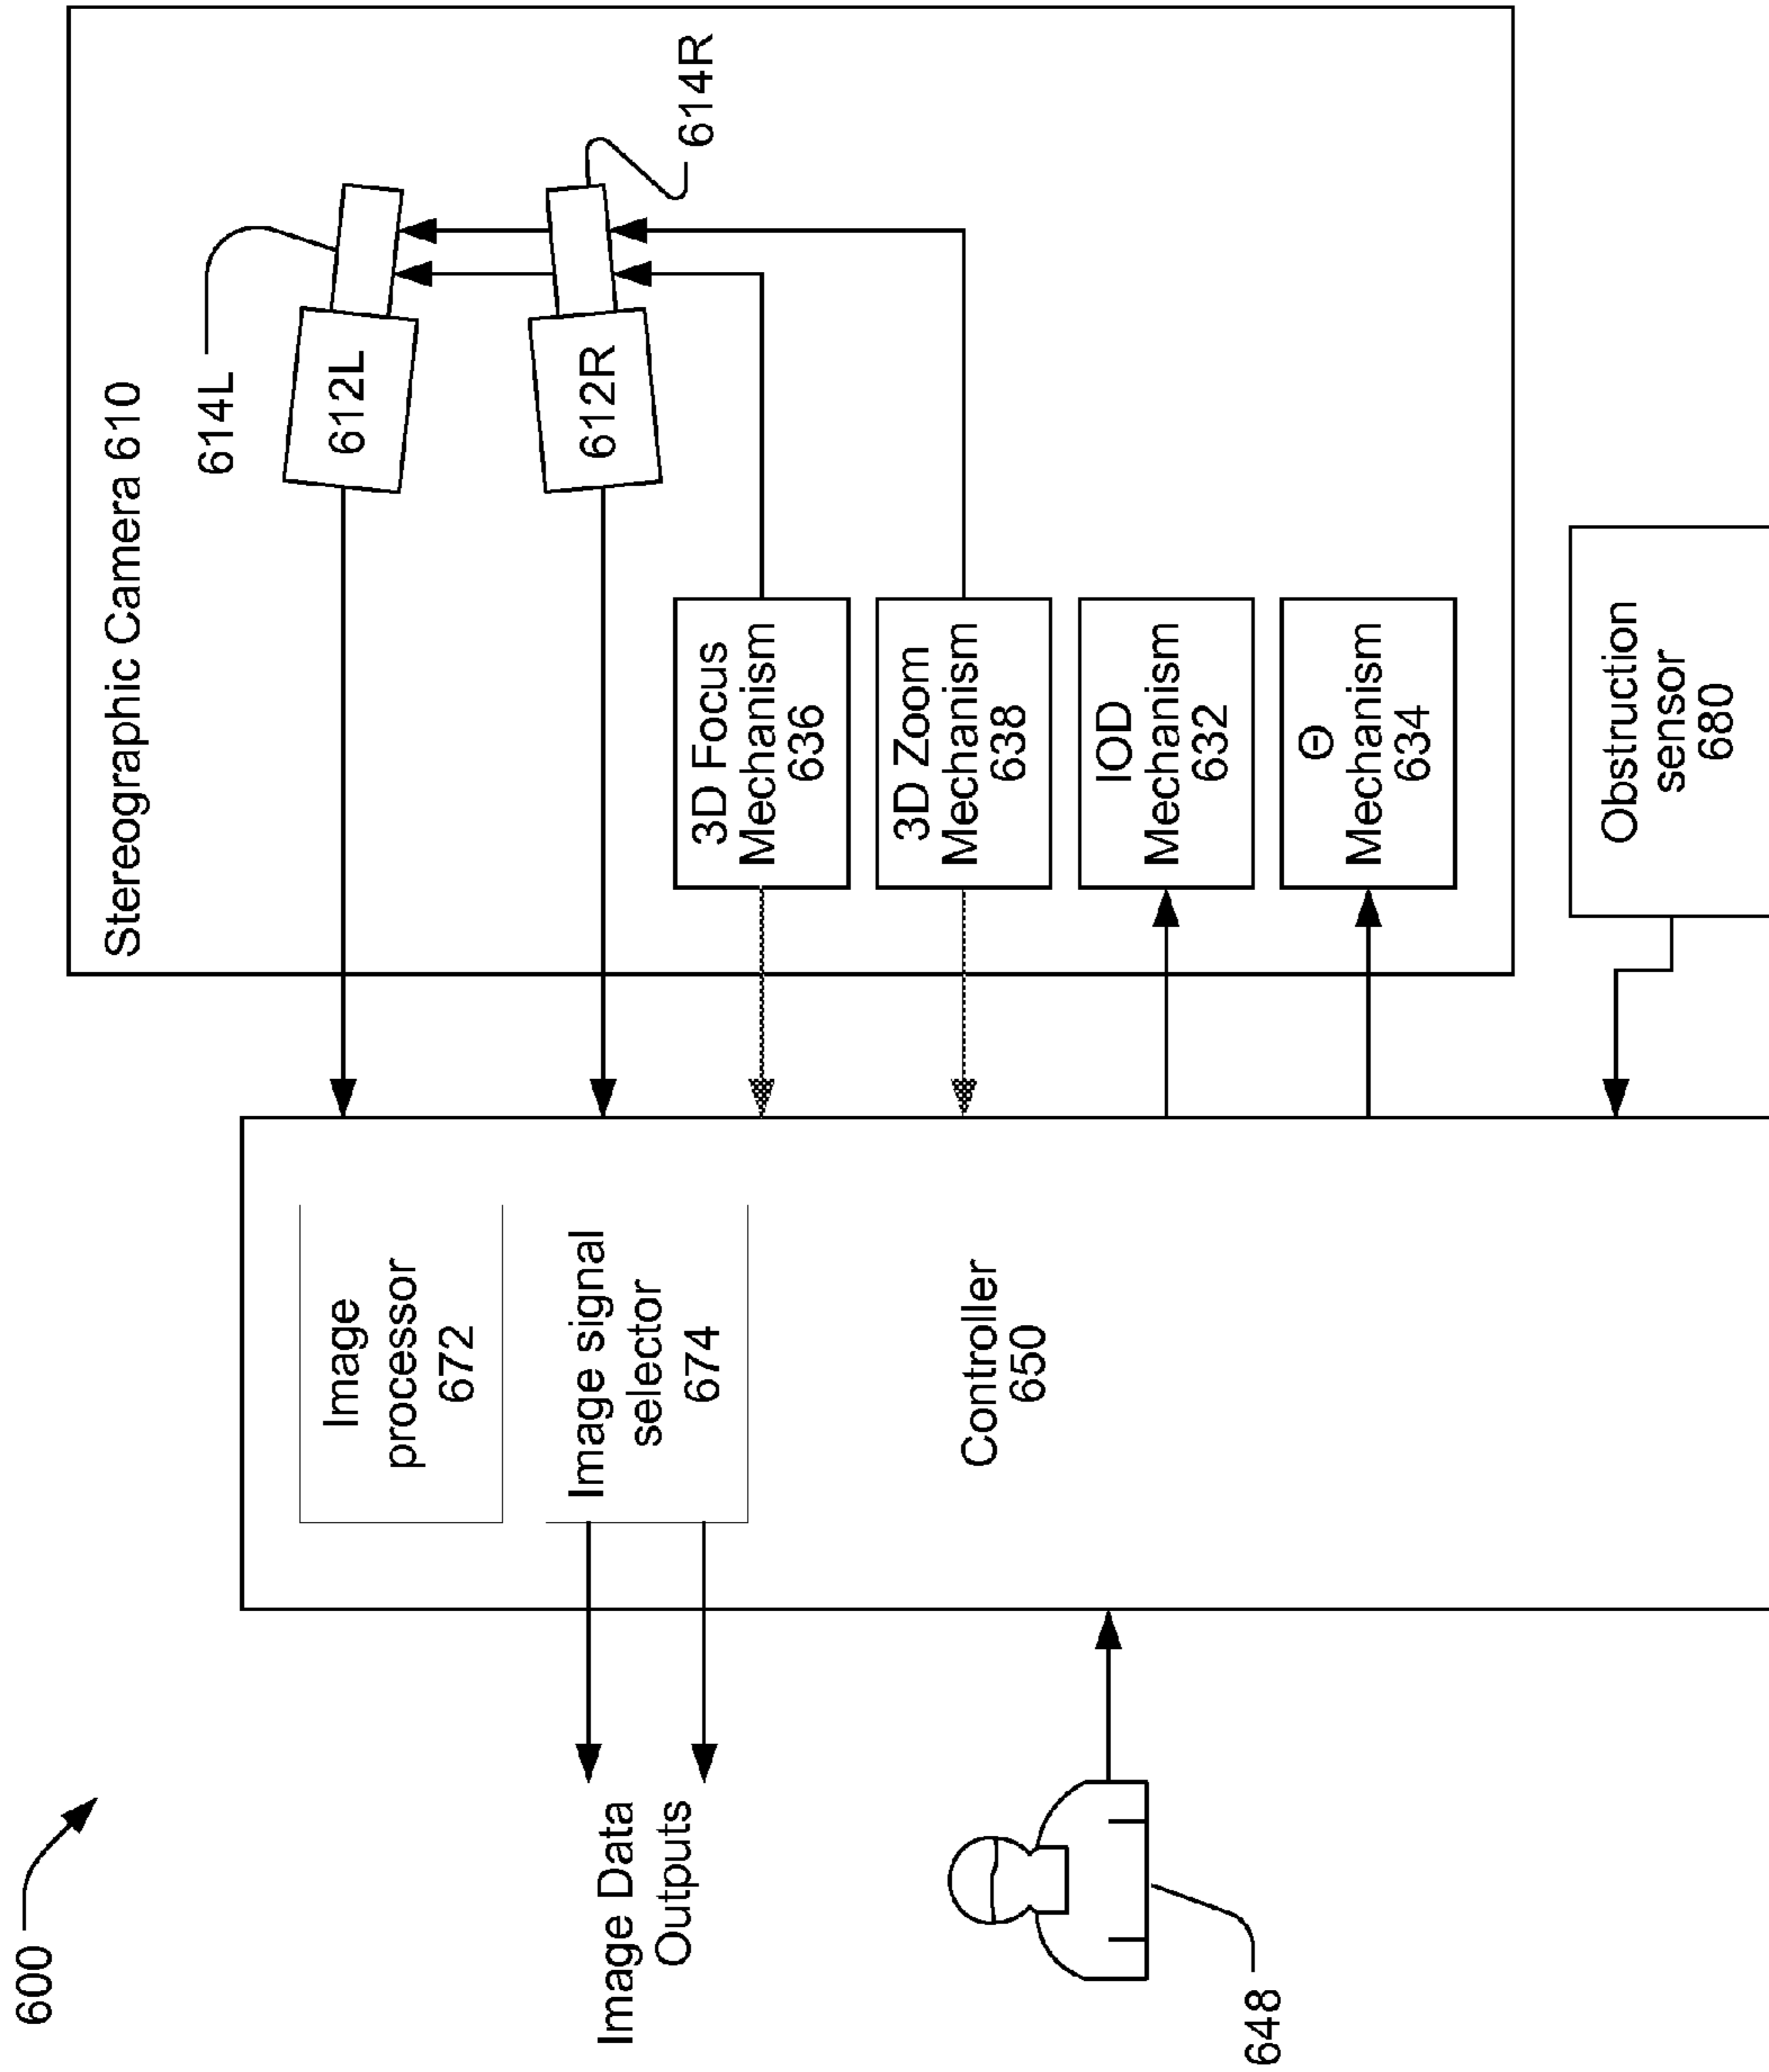 600
Stereographic Camera 610
614L
612L
612R
614R
Image
processor
672
Image signal
selector
674
Image Data
Outputs
3D Focus
Mechanism
636
3D Zoom
Mechanism
638
Controller
650
IOD
Mechanism
632
Θ
Mechanism
634
648
Obstruction
sensor
680